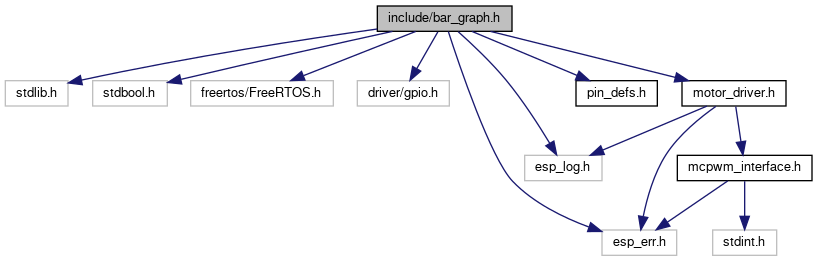 include/bar_graph.h
stdlib.h
stdbool.h
freertos/FreeRTOS.h
driver/gpio.h
pin_defs.h
motor_driver.h
esp_log.h
mcpwm_interface.h
esp_err.h
stdint.h